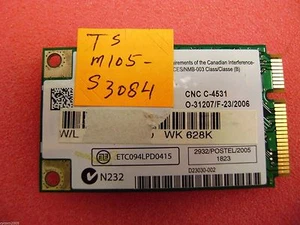 TS
M105-
S3084
rements of the Canadian Interference-
CES/NMB-003 Class/Classe (B)
CNC C-4531
O-31207/F-23/2006
W/L
WK 628K
ETC094LPD0415
2932/POSTEL/2005
1823
N232
D23030-002